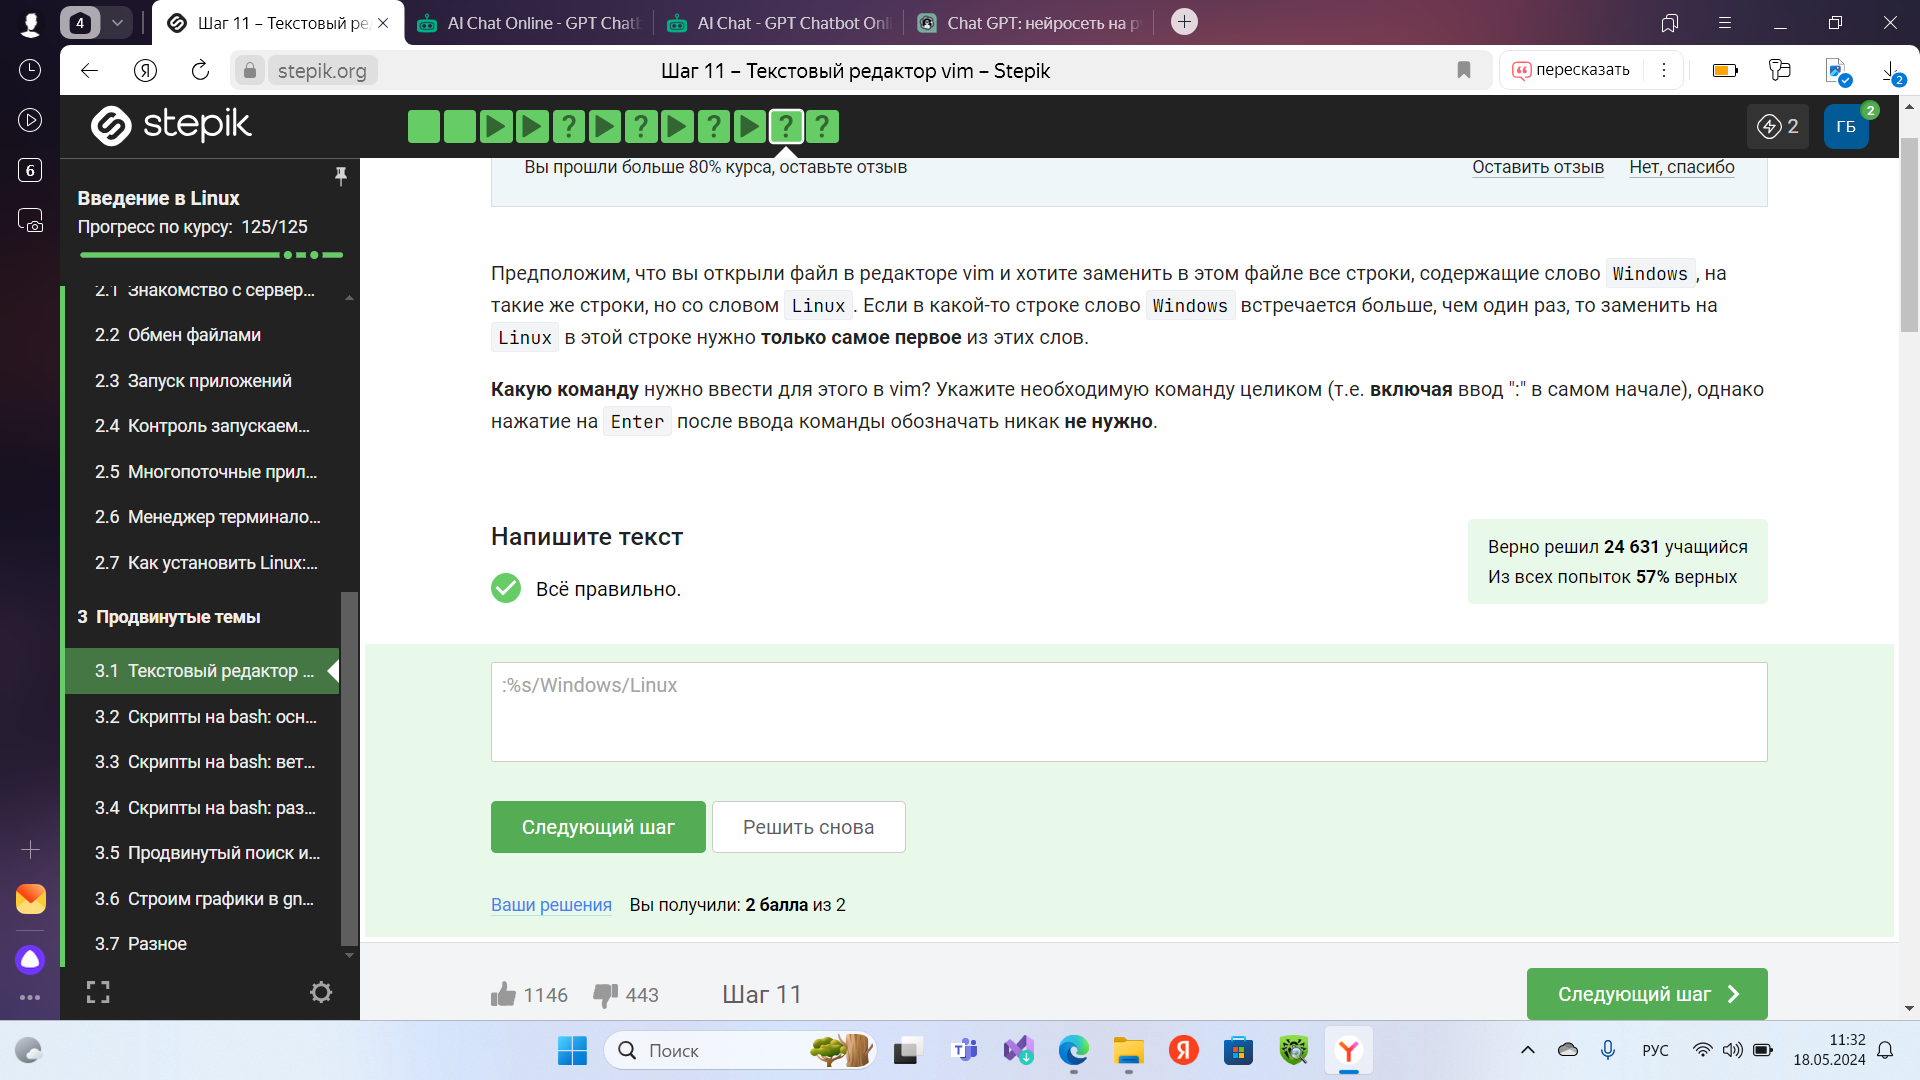 4
Шаг 11 – Текстовый ре
AI Chat Online - GPT Chatb
AI Chat - GPT Chatbot Onli
Chat GPT: нейросеть на р
stepik.org
Шаг 11 – Текстовый редактор vim – Stepik
пересказать
2
6
stepik
? ? ? ? ?
2
ГБ
2
Введение в Linux
Прогресс по курсу: 125/125
2.1 Знакомство с сервер...
2.2 Обмен файлами
2.3 Запуск приложений
2.4 Контроль запускаем...
2.5 Многопоточные прил...
2.6 Менеджер терминало...
2.7 Как установить Linux:...
3 Продвинутые темы
3.1 Текстовый редактор ...
3.2 Скрипты на bash: осн...
3.3 Скрипты на bash: вет...
3.4 Скрипты на bash: раз...
3.5 Продвинутый поиск и...
3.6 Строим графики в gn...
3.7 Разное
Вы прошли больше 80% курса, оставьте отзыв
Оставить отзыв
Нет, спасибо
Предположим, что вы открыли файл в редакторе vim и хотите заменить в этом файле все строки, содержащие слово Windows, на
такие же строки, но со словом Linux. Если в какой-то строке слово Windows встречается больше, чем один раз, то заменить на
Linux в этой строке нужно только самое первое из этих слов.
Какую команду нужно ввести для этого в vim? Укажите необходимую команду целиком (т.е. включая ввод ":" в самом начале), однако
нажатие на Enter после ввода команды обозначать никак не нужно.
Напишите текст
Всё правильно.
Верно решил 24 631 учащийся
Из всех попыток 57% верных
:%s/Windows/Linux
Следующий шаг
Решить снова
Ваши решения
Вы получили: 2 балла из 2
1146
443
Шаг 11
Следующий шаг
Поиск
РУС
11:32
18.05.2024